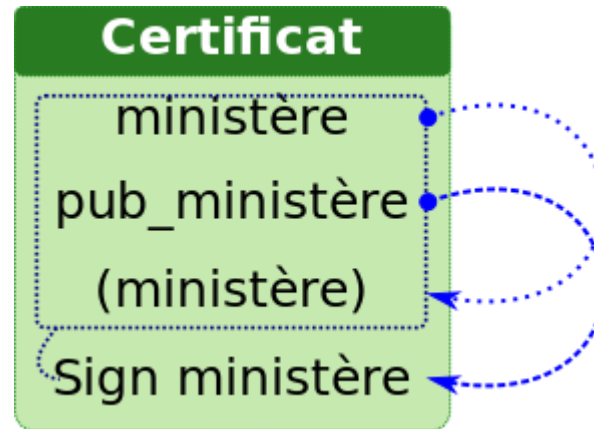 Certificat
ministère
pub_ministère
(ministère)
Sign ministère